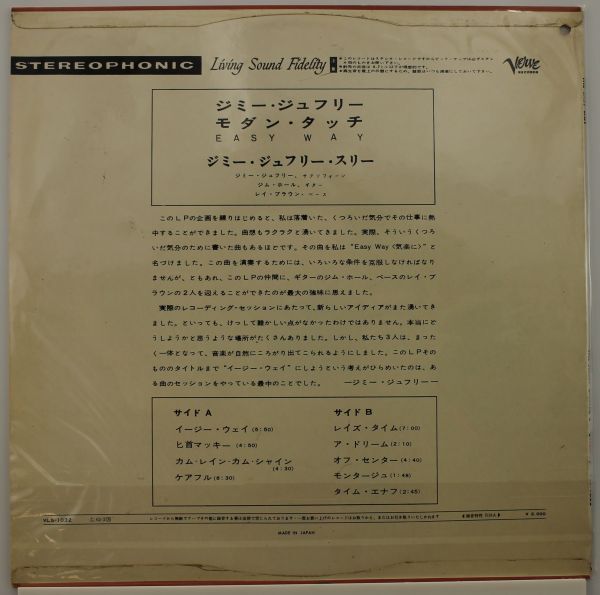 STEREOPHONIC
Living Sound Fidelity
Verve
RECORDS
ジミー・ジュフリー
モダン・タッチ
EASY WAY
ジミー・ジュフリー・スリー
ジミー・ジュフリー、サクソフォーン
ジム・ホール、ギター
レイ・ブラウン、ベース
このLPの企画を練りはじめると、私は落着いた、くつろいだ気分でその仕事に熱
中することができました。曲想もラクラクと湧いてきました。実際、そういうくつろ
いだ気分のために書いた曲もあるほどです。その曲を私は"Easy Way〈気楽に〉"と
名づけました。この曲を演奏するためには、いろいろな条件を克服しなければなり
ませんが、ともあれ、このLPの仲間に、ギターのジム・ホール、ベースのレイ・ブ
ラウンの2人を迎えることができたのが最大の強味に思えました。
実際のレコーディング・セッションにあたって、新らしいアイディアがまた湧いてき
ました。といっても、けっして難かしい点がなかったわけではありません。本当にど
うしようかと思うような場所がたくさんありました。しかし、私たち3人は、まった
く一体となって、音楽が自然にころがり出てこられるようにしました。このLPその
もののタイトルまで"イージー・ウェイ"にしようという考えがひらめいたのは、あ
る曲のセッションをやっている最中のことでした。 ージミー・ジュフリーー
サイド A
イージー・ウェイ(5:50)
匕首マッキー (4:50)
カム・レイン・カム・シャイン
(4:30)
ケアフル(6:30)
サイド B
レイズ・タイム(7:00)
ア・ドリーム(2:10)
オフ・センター(4:40)
モンタージュ(1:48)
タイム・エナフ(2:45)
MADE IN JAPAN